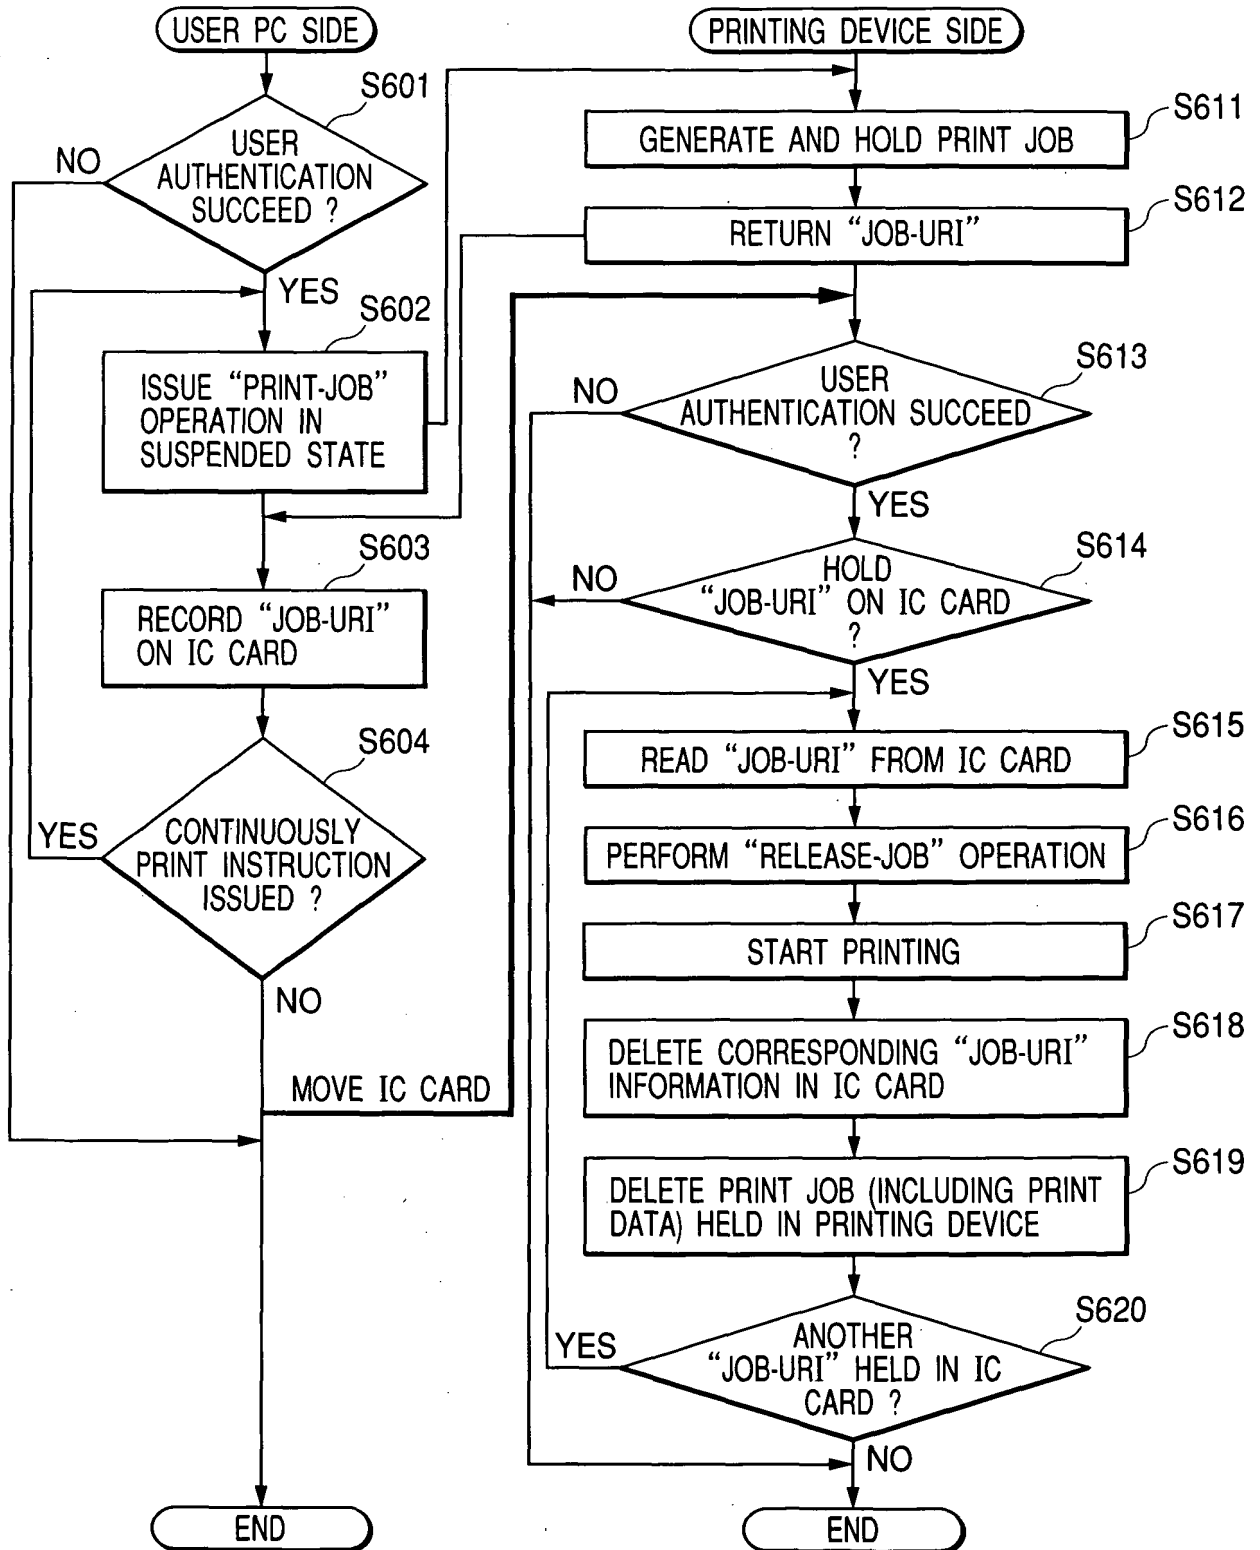 USER PC SIDE
S601
USER
AUTHENTICATION
SUCCEED ?
NO
YES
S602
ISSUE “PRINT-JOB”
OPERATION IN
SUSPENDED STATE
S603
RECORD “JOB-URI”
ON IC CARD
S604
CONTINUOUSLY
PRINT INSTRUCTION
ISSUED ?
YES
NO
MOVE IC CARD
END
PRINTING DEVICE SIDE
S611
GENERATE AND HOLD PRINT JOB
S612
RETURN “JOB-URI”
S613
USER
AUTHENTICATION SUCCEED
?
NO
YES
S614
HOLD
“JOB-URI” ON IC CARD
?
NO
YES
S615
READ “JOB-URI” FROM IC CARD
S616
PERFORM “RELEASE-JOB” OPERATION
S617
START PRINTING
S618
DELETE CORRESPONDING “JOB-URI”
INFORMATION IN IC CARD
S619
DELETE PRINT JOB (INCLUDING PRINT
DATA) HELD IN PRINTING DEVICE
S620
ANOTHER
“JOB-URI” HELD IN IC
CARD ?
YES
NO
END